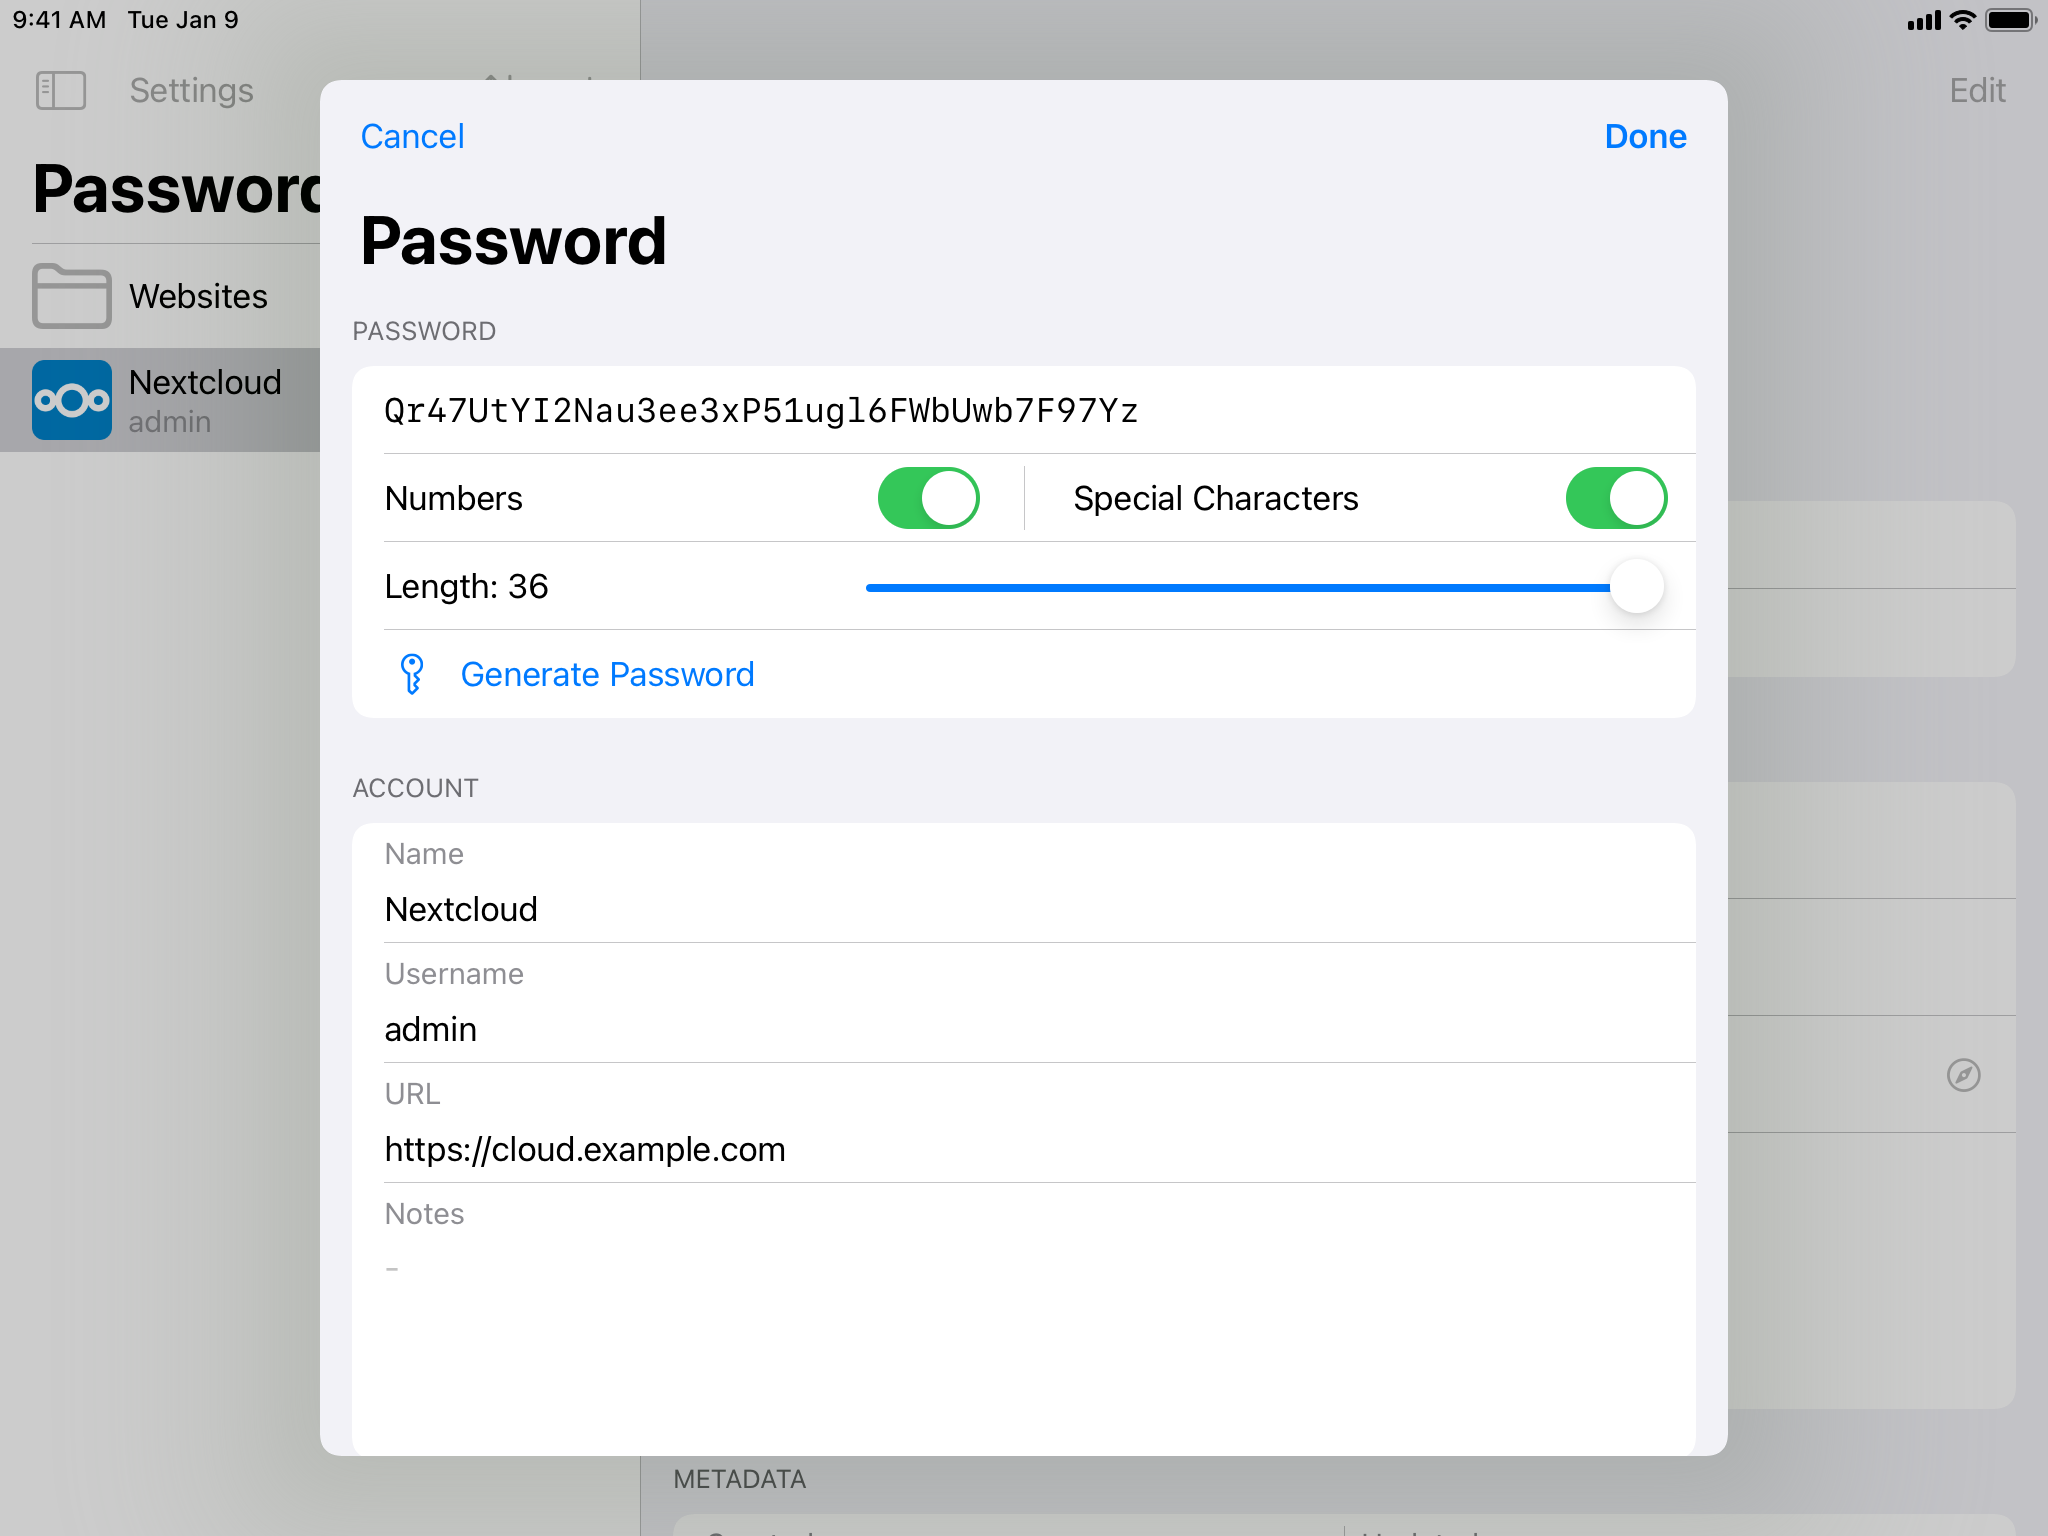 9:41 AM Tue Jan 9
Settings
Edit
Password
Websites
Nextcloud
admin
Cancel
Done
Password
PASSWORD
Qr47UtYI2Nau3ee3xP51ugl6FWbUwb7F97Yz
Numbers
Special Characters
Length: 36
Generate Password
ACCOUNT
Name
Nextcloud
Username
admin
URL
https://cloud.example.com
Notes
-
METADATA